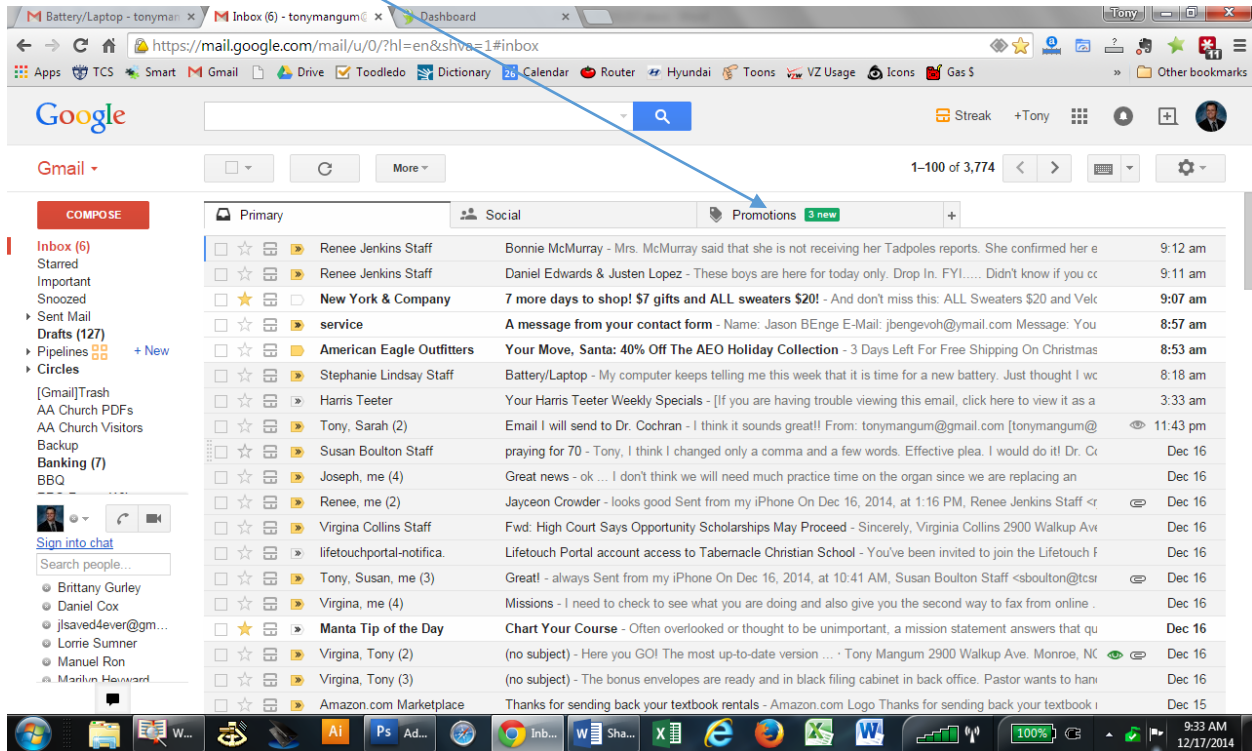 Battery/Laptop - tonyman × Inbox (6) - tonymangum@ × Dashboard × Tony
https://mail.google.com/mail/u/0/?hl=en&shva=1#inbox 11
Apps TCS Smart Gmail Drive Toodledo Dictionary 26 Calendar Router Hyundai Toons VZW VZ Usage Icons Gas $ » Other bookmarks
Google Streak +Tony
Gmail More 1–100 of 3,774
COMPOSE Primary Social Promotions 3 new +
Inbox (6)
Starred
Important
Snoozed
Sent Mail
Drafts (127)
Pipelines + New
Circles
[Gmail]Trash
AA Church PDFs
AA Church Visitors
Backup
Banking (7)
BBQ
Sign into chat
Search people...
Brittany Gurley
Daniel Cox
jlsaved4ever@gm...
Lorrie Sumner
Manuel Ron
Marilyn Heyward
Renee Jenkins Staff Bonnie McMurray - Mrs. McMurray said that she is not receiving her Tadpoles reports. She confirmed her e 9:12 am
Renee Jenkins Staff Daniel Edwards & Justen Lopez - These boys are here for today only. Drop In. FYI..... Didn't know if you cc 9:11 am
New York & Company 7 more days to shop! $7 gifts and ALL sweaters $20! - And don't miss this: ALL Sweaters $20 and Velc 9:07 am
service A message from your contact form - Name: Jason BEnge E-Mail: jbengevoh@ymail.com Message: You 8:57 am
American Eagle Outfitters Your Move, Santa: 40% Off The AEO Holiday Collection - 3 Days Left For Free Shipping On Christmas 8:53 am
Stephanie Lindsay Staff Battery/Laptop - My computer keeps telling me this week that it is time for a new battery. Just thought I wc 8:18 am
Harris Teeter Your Harris Teeter Weekly Specials - [If you are having trouble viewing this email, click here to view it as a 3:33 am
Tony, Sarah (2) Email I will send to Dr. Cochran - I think it sounds great!! From: tonymangum@gmail.com [tonymangum@ 11:43 pm
Susan Boulton Staff praying for 70 - Tony, I think I changed only a comma and a few words. Effective plea. I would do it! Dr. Cc Dec 16
Joseph, me (4) Great news - ok ... I don't think we will need much practice time on the organ since we are replacing an Dec 16
Renee, me (2) Jayceon Crowder - looks good Sent from my iPhone On Dec 16, 2014, at 1:16 PM, Renee Jenkins Staff <r Dec 16
Virgina Collins Staff Fwd: High Court Says Opportunity Scholarships May Proceed - Sincerely, Virginia Collins 2900 Walkup Ave Dec 16
lifetouchportal-notifica. Lifetouch Portal account access to Tabernacle Christian School - You've been invited to join the Lifetouch F Dec 16
Tony, Susan, me (3) Great! - always Sent from my iPhone On Dec 16, 2014, at 10:41 AM, Susan Boulton Staff <sboulton@tcsr Dec 16
Virgina, me (4) Missions - I need to check to see what you are doing and also give you the second way to fax from online . Dec 16
Manta Tip of the Day Chart Your Course - Often overlooked or thought to be unimportant, a mission statement answers that qu Dec 16
Virgina, Tony (2) (no subject) - Here you GO! The most up-to-date version ... · Tony Mangum 2900 Walkup Ave. Monroe, NC Dec 16
Virgina, Tony (3) (no subject) - The bonus envelopes are ready and in black filing cabinet in back office. Pastor wants to hanc Dec 16
Amazon.com Marketplace Thanks for sending back your textbook rentals - Amazon.com Logo Thanks for sending back your textbook r Dec 15
W... Ai Ps Ad... Inb... W Sha... 100% 9:33 AM
12/17/2014